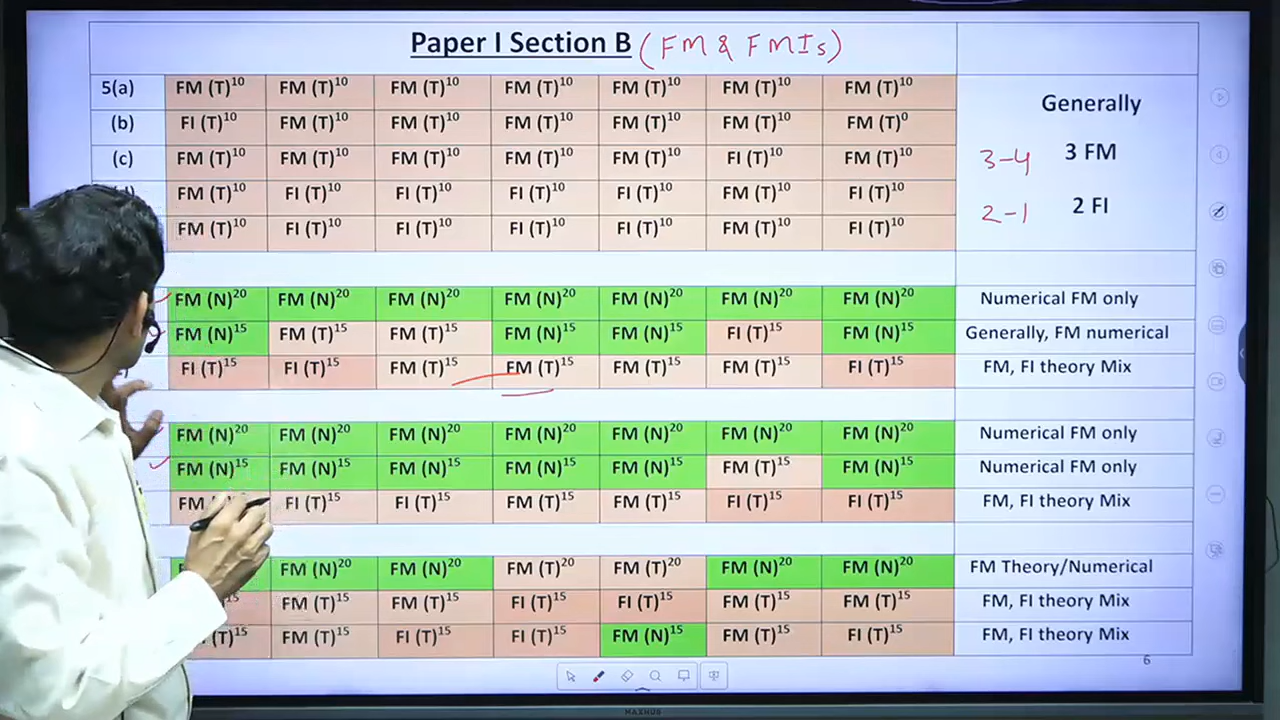 Paper I Section B (FM & FMIs)
5(a) FM (T)10 FM (T)10 FM (T)10 FM (T)10 FM (T)10 FM (T)10 FM (T)10
(b) FI (T)10 FM (T)10 FM (T)10 FM (T)10 FM (T)10 FM (T)10 FM (T)0
(c) FM (T)10 FM (T)10 FM (T)10 FM (T)10 FM (T)10 FI (T)10 FM (T)10
FM (T)10 FI (T)10 FI (T)10 FI (T)10 FI (T)10 FM (T)10 FI (T)10
FM (T)10 FI (T)10 FI (T)10 FI (T)10 FI (T)10 FM (T)10 FI (T)10
Generally
3-4 3 FM
2-1 2 FI
FM (N)20 FM (N)20 FM (N)20 FM (N)20 FM (N)20 FM (N)20 FM (N)20 Numerical FM only
FM (N)15 FM (T)15 FM (T)15 FM (N)15 FM (N)15 FI (T)15 FM (N)15 Generally, FM numerical
FI (T)15 FI (T)15 FM (T)15 FM (T)15 FM (T)15 FM (T)15 FI (T)15 FM, FI theory Mix
FM (N)20 FM (N)20 FM (N)20 FM (N)20 FM (N)20 FM (N)20 FM (N)20 Numerical FM only
FM (N)15 FM (N)15 FM (N)15 FM (N)15 FM (N)15 FM (T)15 FM (N)15 Numerical FM only
FM FI (T)15 FI (T)15 FM (T)15 FM (T)15 FI (T)15 FI (T)15 FM, FI theory Mix
FM (N)20 FM (N)20 FM (T)20 FM (T)20 FM (N)20 FM (N)20 FM Theory/Numerical
15 FM (T)15 FM (T)15 FI (T)15 FI (T)15 FM (T)15 FM (T)15 FM, FI theory Mix
(T)15 FM (T)15 FI (T)15 FI (T)15 FM (N)15 FM (T)15 FI (T)15 FM, FI theory Mix
6
MAXHUB